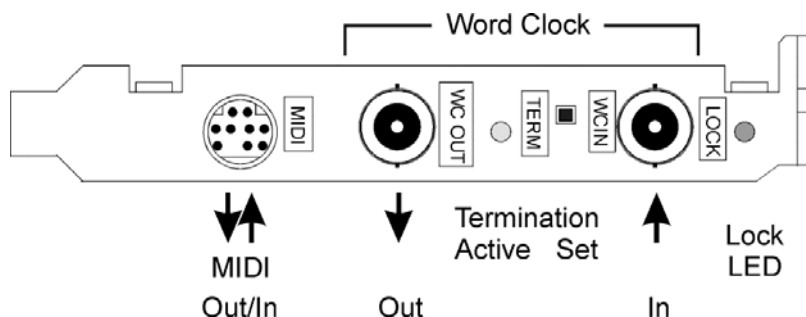 Word Clock
MIDI
WC OUT
TERM
WCIN
LOCK
Termination
Active Set
Lock
LED
MIDI
Out/In
Out
In